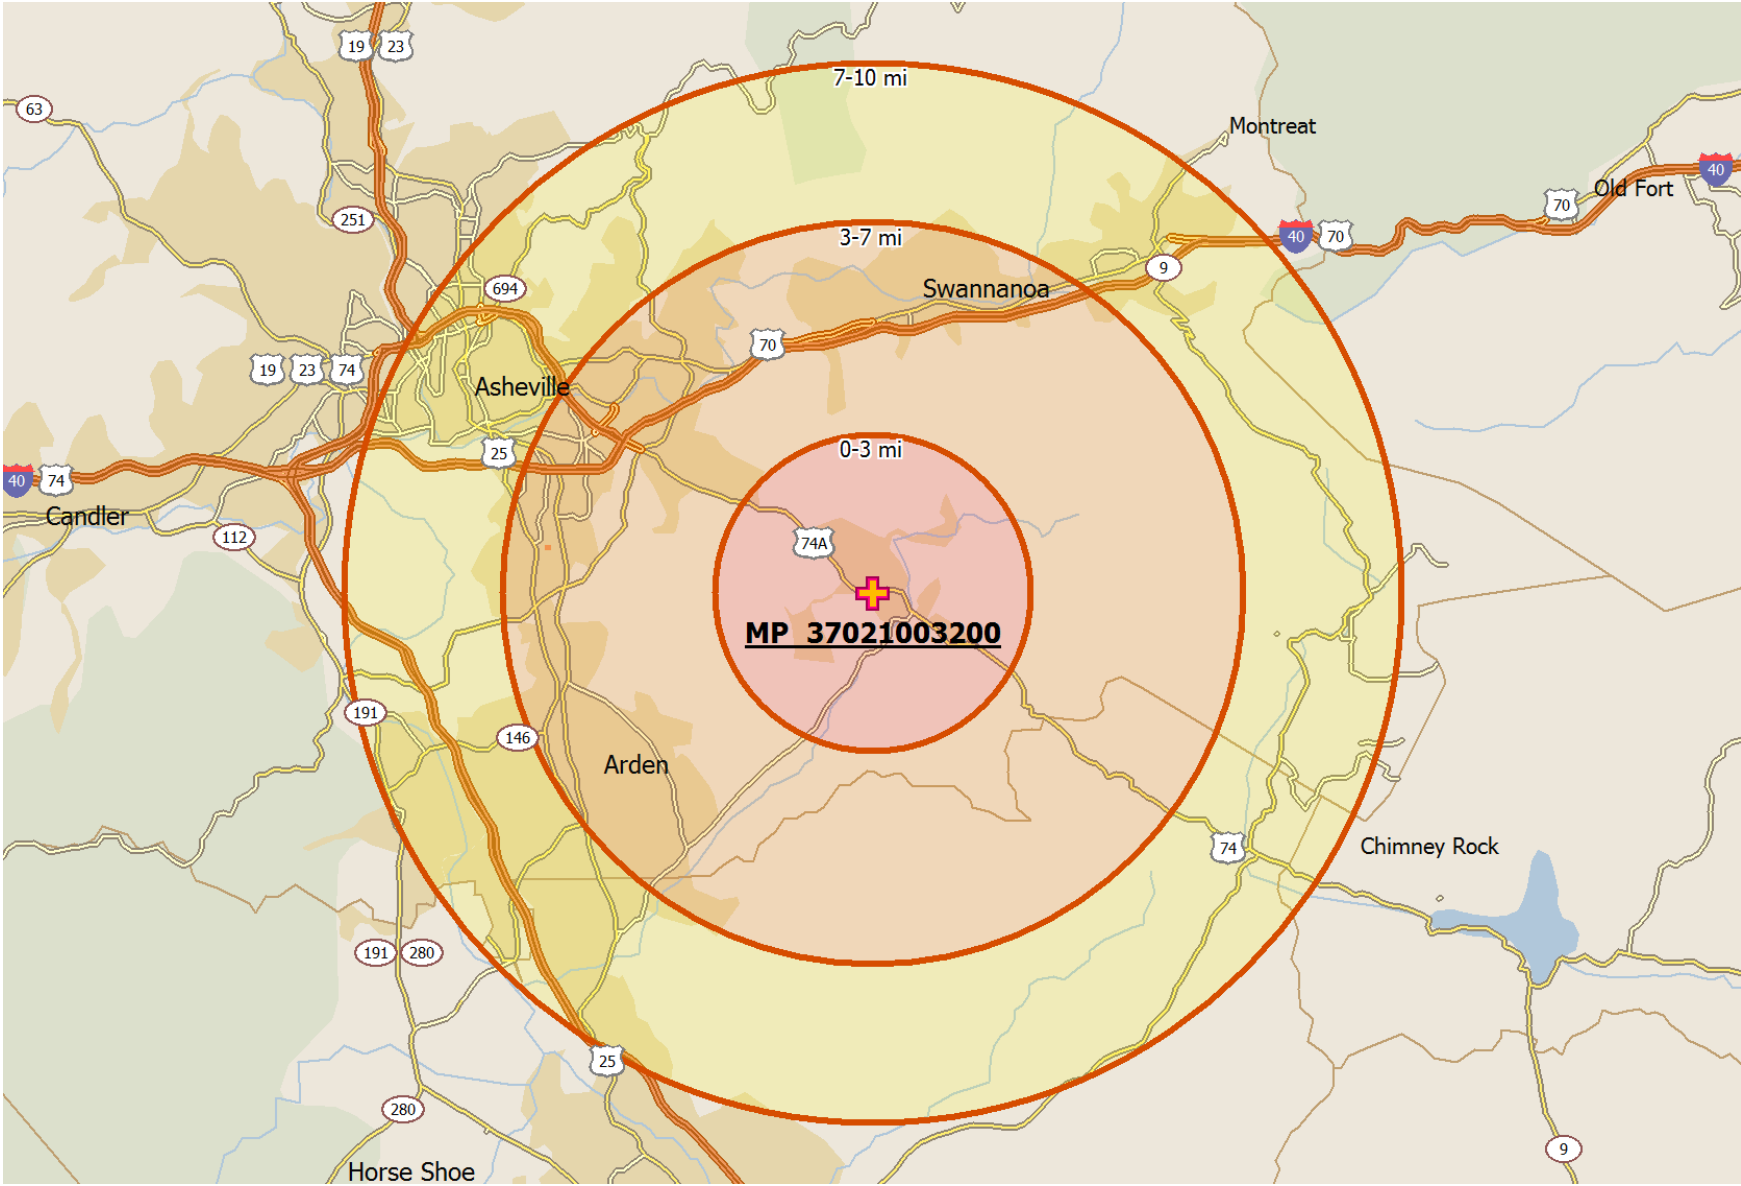 19 23
7-10 mi
63
Montreat
40
Old Fort
70
251
3-7 mi
40 70
9
694
Swannanoa
70
19 23 74
Asheville
0-3 mi
25
40 74
Candler
112
74A
MP 37021003200
191
146
Arden
74
Chimney Rock
191 280
25
280
9
Horse Shoe